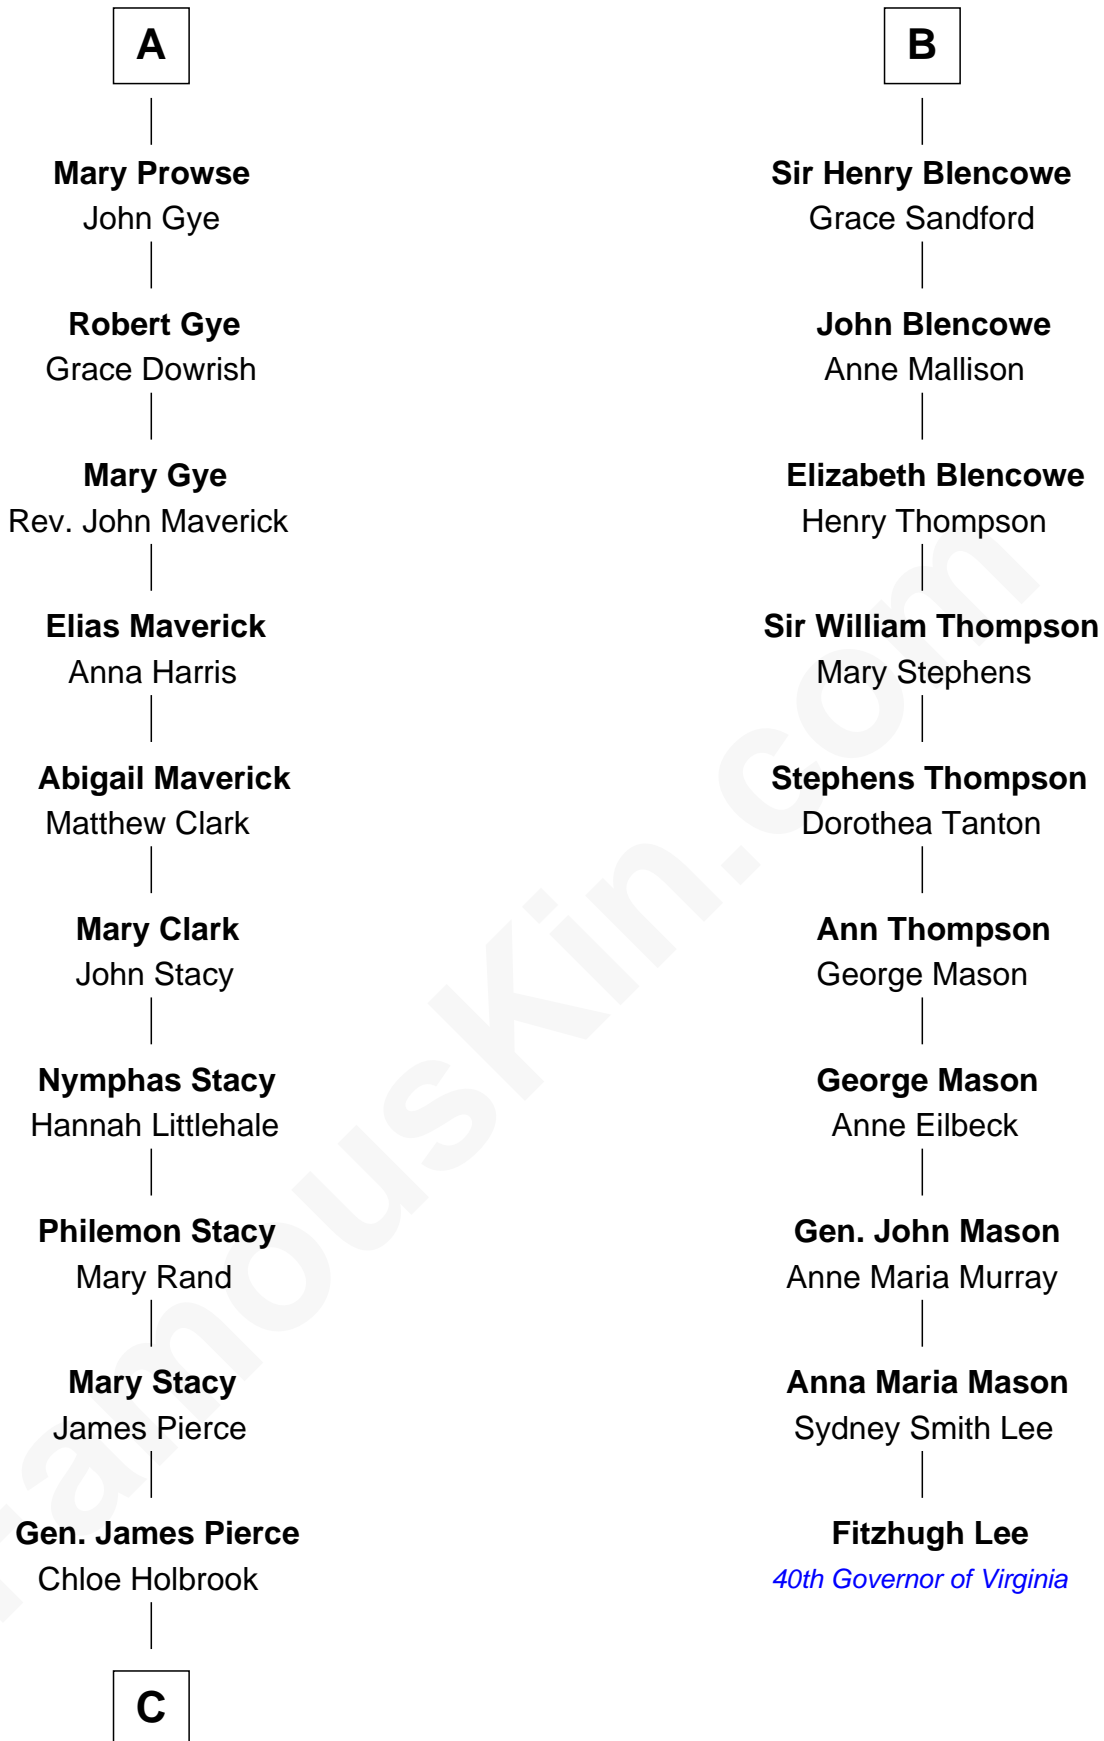 A
Mary Prowse
John Gye
Robert Gye
Grace Dowrish
Mary Gye
Rev. John Maverick
Elias Maverick
Anna Harris
Abigail Maverick
Matthew Clark
Mary Clark
John Stacy
Nymphas Stacy
Hannah Littlehale
Philemon Stacy
Mary Rand
Mary Stacy
James Pierce
Gen. James Pierce
Chloe Holbrook
C
B
Sir Henry Blencowe
Grace Sandford
John Blencowe
Anne Mallison
Elizabeth Blencowe
Henry Thompson
Sir William Thompson
Mary Stephens
Stephens Thompson
Dorothea Tanton
Ann Thompson
George Mason
George Mason
Anne Eilbeck
Gen. John Mason
Anne Maria Murray
Anna Maria Mason
Sydney Smith Lee
Fitzhugh Lee
40th Governor of Virginia
FamousKin.com